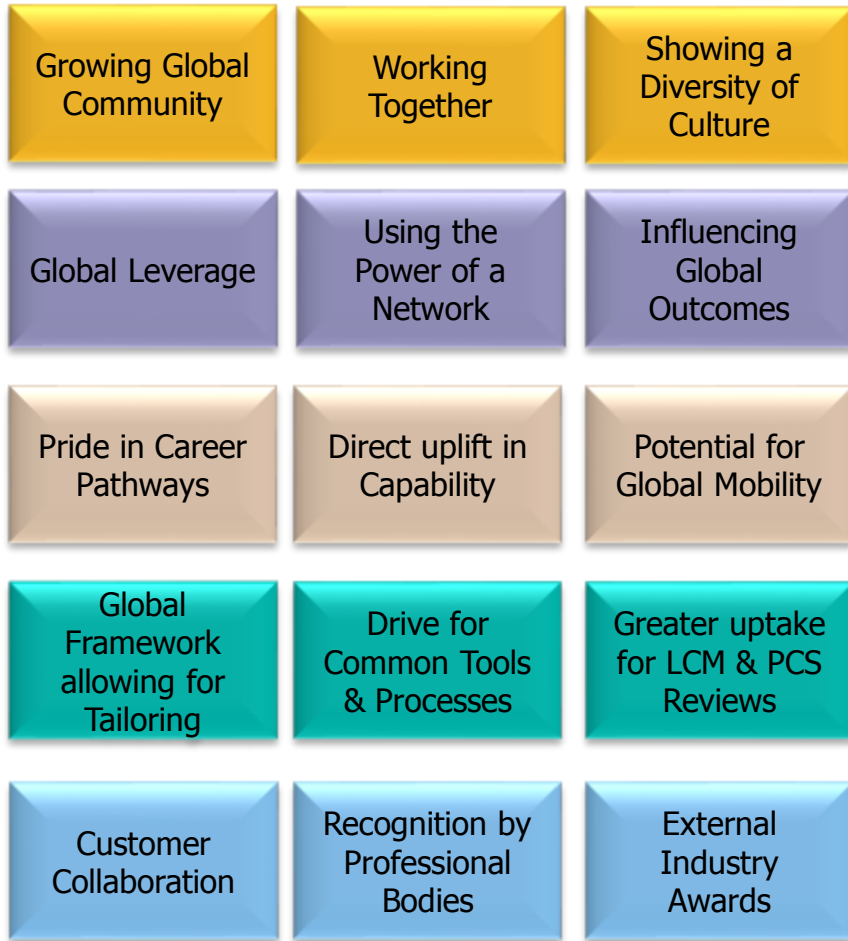 Growing Global
Community
Working
Together
Showing a
Diversity of
Culture
Global Leverage
Using the
Power of a
Network
Influencing
Global
Outcomes
Pride in Career
Pathways
Direct uplift in
Capability
Potential for
Global Mobility
Global
Framework
allowing for
Tailoring
Drive for
Common Tools
& Processes
Greater uptake
for LCM & PCS
Reviews
Customer
Collaboration
Recognition by
Professional
Bodies
External
Industry
Awards